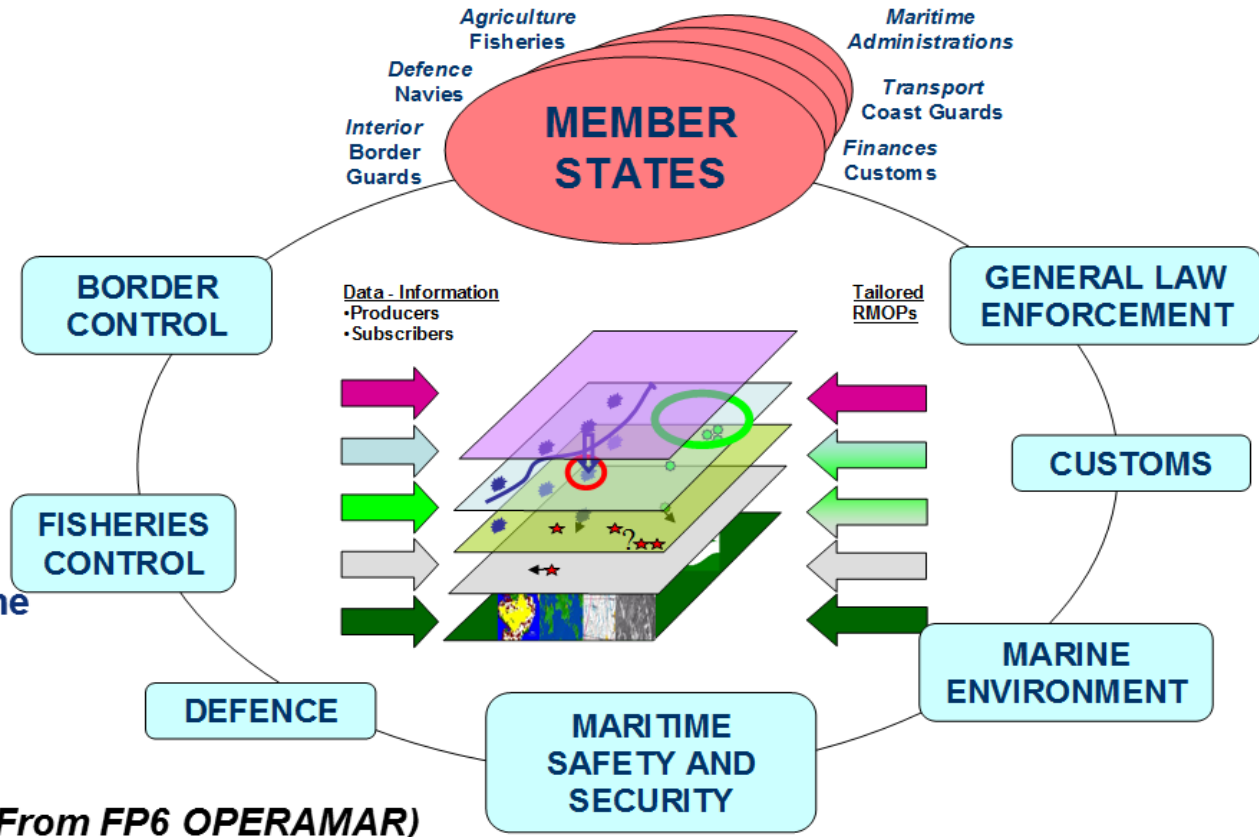 Agriculture
Fisheries
Maritime
Administrations
Defence
Navies
Transport
Coast Guards
Interior
Border
Guards
Finances
Customs
MEMBER
STATES
BORDER
CONTROL
GENERAL LAW
ENFORCEMENT
Data - Information
•Producers
•Subscribers
Tailored
RMOPs
CUSTOMS
FISHERIES
CONTROL
?
MARINE
ENVIRONMENT
DEFENCE
MARITIME
SAFETY AND
SECURITY
From FP6 OPERAMAR)